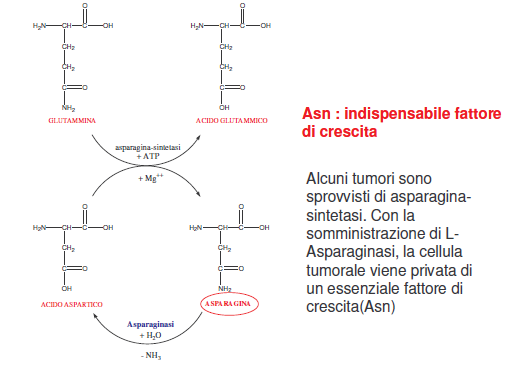 O O
H₂N—CH—C—OH H₂N—CH—C—OH
CH₂ CH₂
CH₂ CH₂
C=O C=O
NH₂ OH
GLUTAMMINA ACIDO GLUTAMMICO
asparagina-sintetasi
+ ATP
+ Mg⁺⁺
O O
H₂N—CH—C—OH H₂N—CH—C—OH
CH₂ CH₂
C=O C=O
OH NH₂
ACIDO ASPARTICO ASPARAGINA
Asparaginasi
+ H₂O
- NH₃
Asn : indispensabile fattore
di crescita
Alcuni tumori sono
sprovvisti di asparagina-
sintetasi. Con la
somministrazione di L-
Asparaginasi, la cellula
tumorale viene privata di
un essenziale fattore di
crescita(Asn)